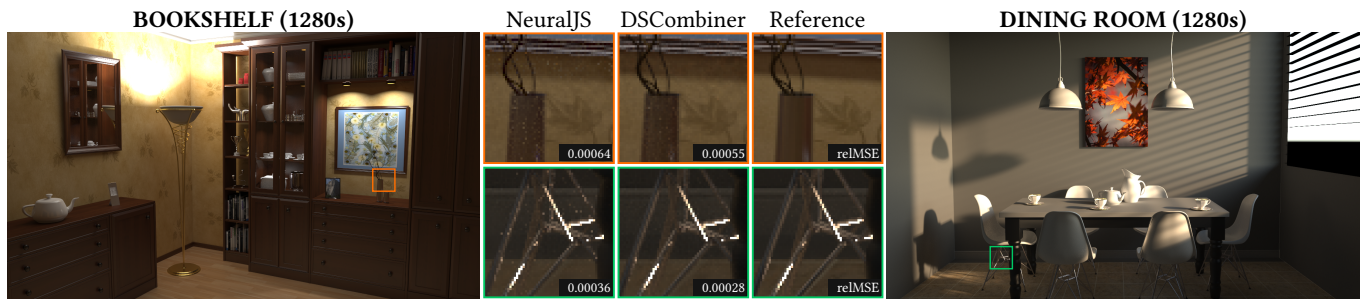 BOOKSHELF (1280s)
NeuralJS
DSCombiner
Reference
DINING ROOM (1280s)
0.00064
0.00055
relMSE
0.00036
0.00028
relMSE